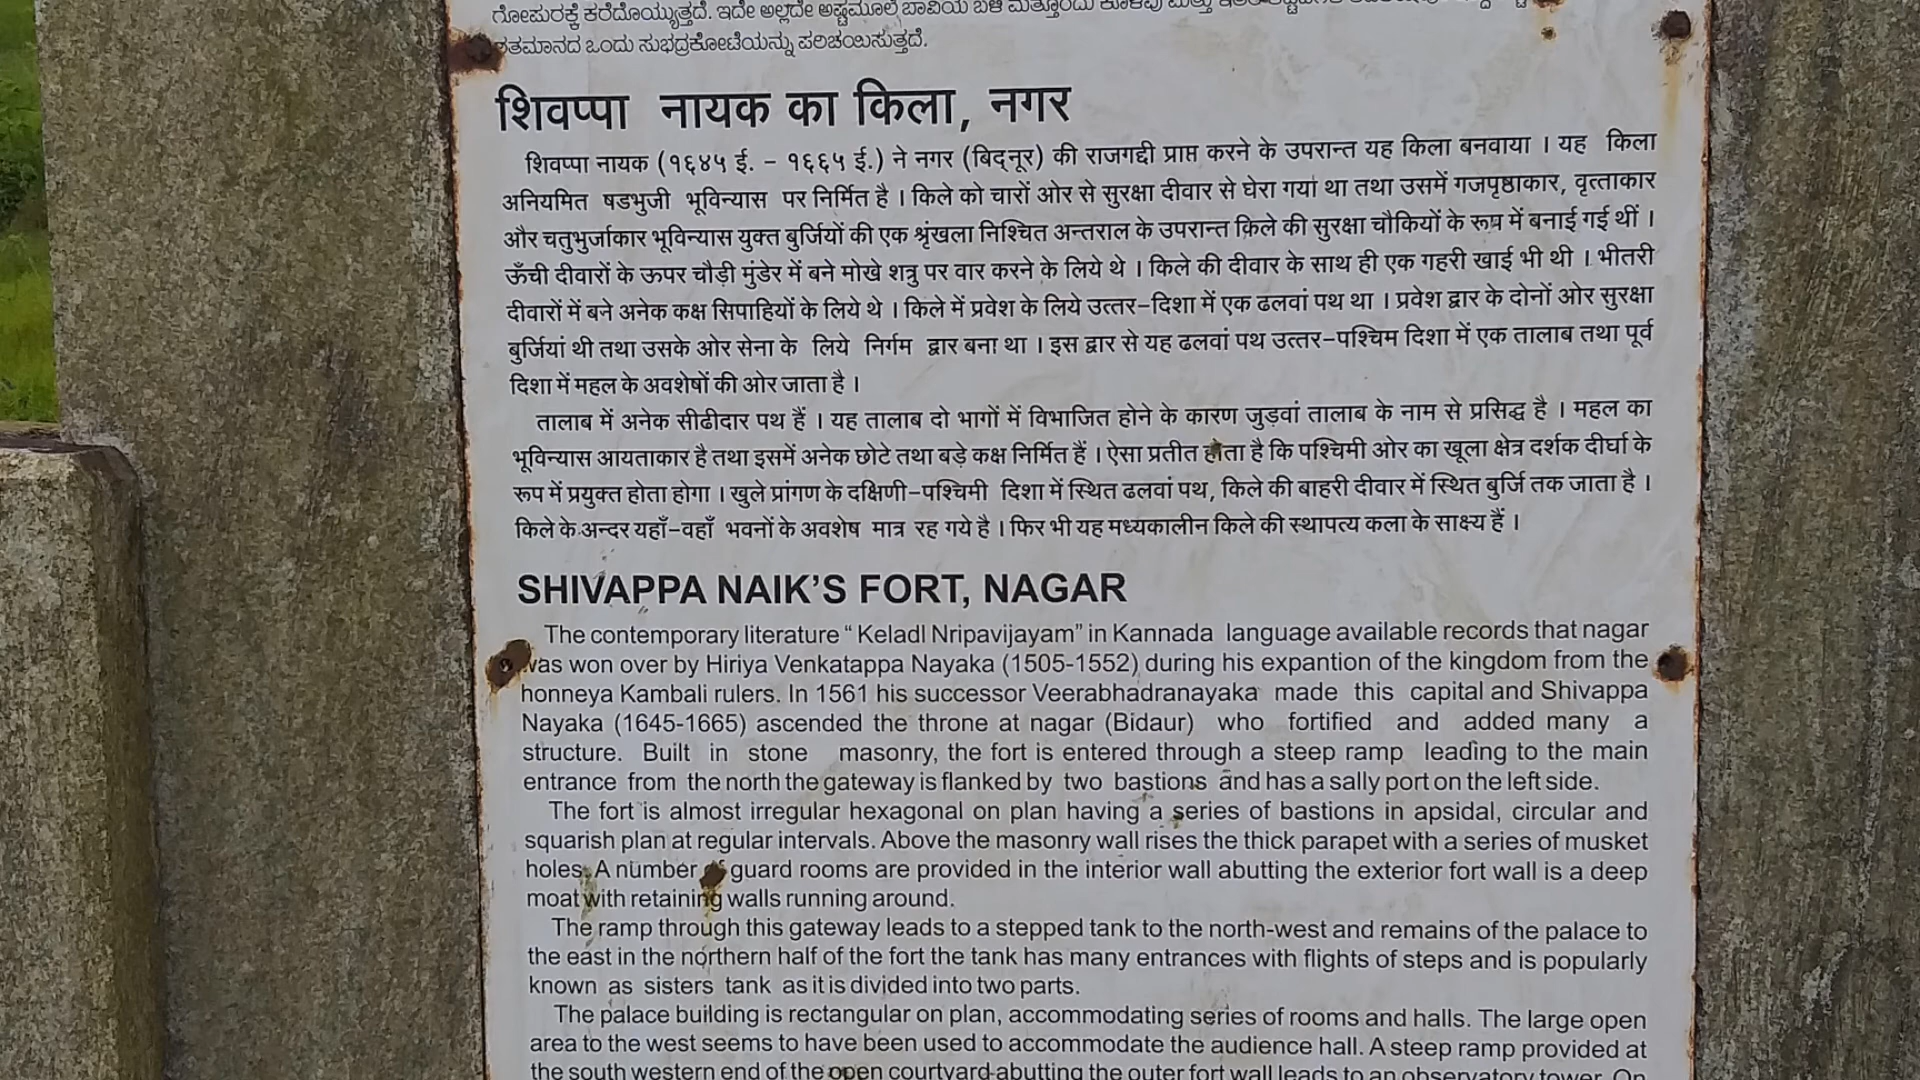 ಗೋಪುರಕ್ಕೆ ಕರೆದೊಯ್ಯುತ್ತದೆ. ಇದೇ ಅಲ್ಲದೇ ಅಷ್ಟಮೂಲೆ ಬಾವಿಯ ಬಳಿ ಮತ್ತೊಂದು
ಶತಮಾನದ ಒಂದು ಸುಭದ್ರಕೋಟೆಯನ್ನು ಪರಿಚಯಿಸುತ್ತದೆ.
शिवप्पा नायक का किला, नगर
शिवप्पा नायक (१६४५ ई. – १६६५ ई.) ने नगर (बिद्नूर) की राजगद्दी प्राप्त करने के उपरान्त यह किला बनवाया । यह किला
अनियमित षडभुजी भूविन्यास पर निर्मित है । किले को चारों ओर से सुरक्षा दीवार से घेरा गया था तथा उसमें गजपृष्ठाकार, वृत्ताकार
और चतुभुर्जाकार भूविन्यास युक्त बुर्जियों की एक श्रृंखला निश्चित अन्तराल के उपरान्त क़िले की सुरक्षा चौकियों के रूप में बनाई गई थीं ।
ऊँची दीवारों के ऊपर चौड़ी मुंडेर में बने मोखे शत्रु पर वार करने के लिये थे । किले की दीवार के साथ ही एक गहरी खाई भी थी । भीतरी
दीवारों में बने अनेक कक्ष सिपाहियों के लिये थे । किले में प्रवेश के लिये उत्तर–दिशा में एक ढलवां पथ था । प्रवेश द्वार के दोनों ओर सुरक्षा
बुर्जियां थी तथा उसके ओर सेना के लिये निर्गम द्वार बना था । इस द्वार से यह ढलवां पथ उत्तर–पश्चिम दिशा में एक तालाब तथा पूर्व
दिशा में महल के अवशेषों की ओर जाता है ।
तालाब में अनेक सीढीदार पथ हैं । यह तालाब दो भागों में विभाजित होने के कारण जुड़वां तालाब के नाम से प्रसिद्ध है । महल का
भूविन्यास आयताकार है तथा इसमें अनेक छोटे तथा बड़े कक्ष निर्मित हैं । ऐसा प्रतीत होता है कि पश्चिमी ओर का खूला क्षेत्र दर्शक दीर्घा के
रूप में प्रयुक्त होता होगा । खुले प्रांगण के दक्षिणी–पश्चिमी दिशा में स्थित ढलवां पथ, किले की बाहरी दीवार में स्थित बुर्जि तक जाता है ।
किले के अन्दर यहाँ–वहाँ भवनों के अवशेष मात्र रह गये है । फिर भी यह मध्यकालीन किले की स्थापत्य कला के साक्ष्य हैं ।
SHIVAPPA NAIK’S FORT, NAGAR
The contemporary literature “ Keladl Nripavijayam” in Kannada language available records that nagar
was won over by Hiriya Venkatappa Nayaka (1505-1552) during his expantion of the kingdom from the
honneya Kambali rulers. In 1561 his successor Veerabhadranayaka made this capital and Shivappa
Nayaka (1645-1665) ascended the throne at nagar (Bidaur) who fortified and added many a
structure. Built in stone masonry, the fort is entered through a steep ramp leading to the main
entrance from the north the gateway is flanked by two bastions and has a sally port on the left side.
The fort is almost irregular hexagonal on plan having a series of bastions in apsidal, circular and
squarish plan at regular intervals. Above the masonry wall rises the thick parapet with a series of musket
holes. A number of guard rooms are provided in the interior wall abutting the exterior fort wall is a deep
moat with retaining walls running around.
The ramp through this gateway leads to a stepped tank to the north-west and remains of the palace to
the east in the northern half of the fort the tank has many entrances with flights of steps and is popularly
known as sisters tank as it is divided into two parts.
The palace building is rectangular on plan, accommodating series of rooms and halls. The large open
area to the west seems to have been used to accommodate the audience hall. A steep ramp provided at
the south western end of the open courtyard abutting the outer fort wall leads to an observatory tower. On